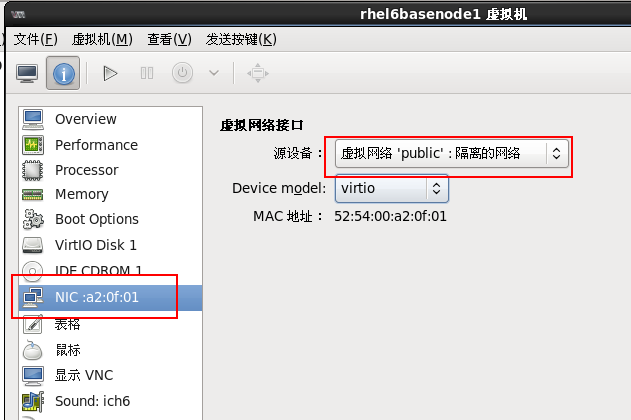 rhel6basenode1 虚拟机
文件(F) 虚拟机(M) 查看(V) 发送按键(K)
Overview
Performance
Processor
Memory
Boot Options
VirtIO Disk 1
IDE CDROM 1
NIC :a2:0f:01
表格
鼠标
显示 VNC
Sound: ich6
虚拟网络接口
源设备： 虚拟网络 'public' : 隔离的网络
Device model: virtio
MAC 地址： 52:54:00:a2:0f:01